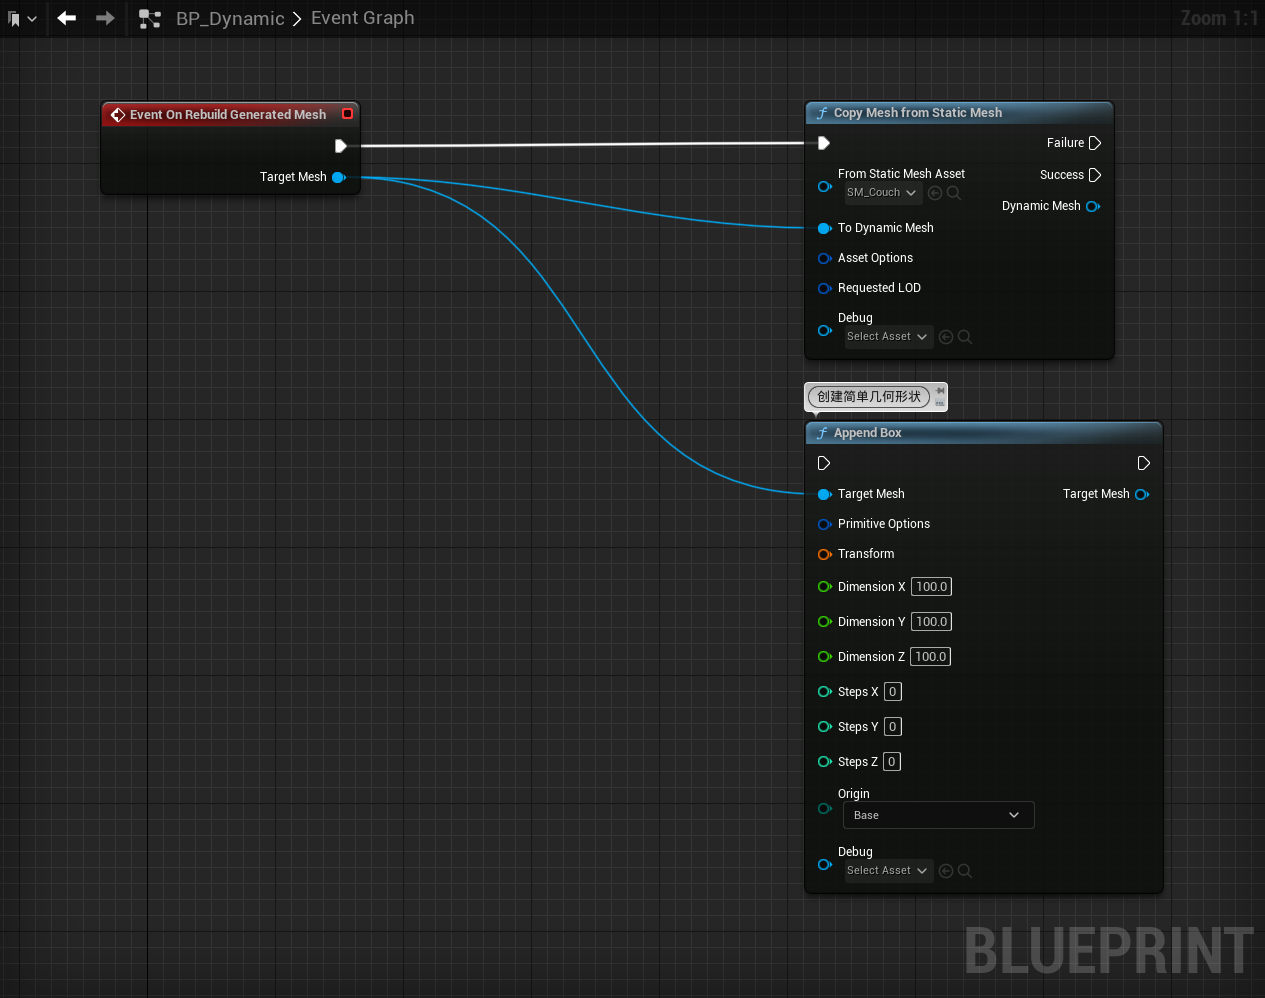 BP_Dynamic > Event Graph
Zoom 1:1
Event On Rebuild Generated Mesh
Target Mesh
Copy Mesh from Static Mesh
Failure
From Static Mesh Asset
Success
SM_Couch
Dynamic Mesh
To Dynamic Mesh
Asset Options
Requested LOD
Debug
Select Asset
创建简单几何形状
Append Box
Target Mesh
Target Mesh
Primitive Options
Transform
Dimension X 100.0
Dimension Y 100.0
Dimension Z 100.0
Steps X 0
Steps Y 0
Steps Z 0
Origin
Base
Debug
Select Asset
BLUEPRINT